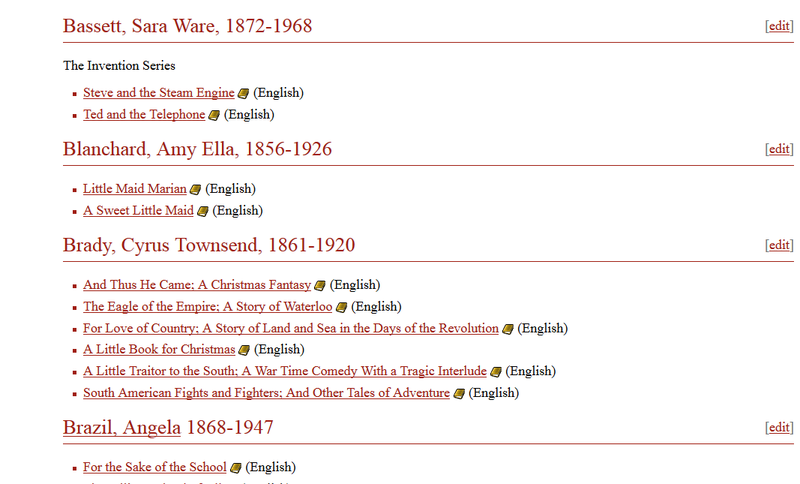 Bassett, Sara Ware, 1872-1968 [edit]
The Invention Series
Steve and the Steam Engine (English)
Ted and the Telephone (English)
Blanchard, Amy Ella, 1856-1926 [edit]
Little Maid Marian (English)
A Sweet Little Maid (English)
Brady, Cyrus Townsend, 1861-1920 [edit]
And Thus He Came; A Christmas Fantasy (English)
The Eagle of the Empire; A Story of Waterloo (English)
For Love of Country; A Story of Land and Sea in the Days of the Revolution (English)
A Little Book for Christmas (English)
A Little Traitor to the South; A War Time Comedy With a Tragic Interlude (English)
South American Fights and Fighters; And Other Tales of Adventure (English)
Brazil, Angela 1868-1947 [edit]
For the Sake of the School (English)